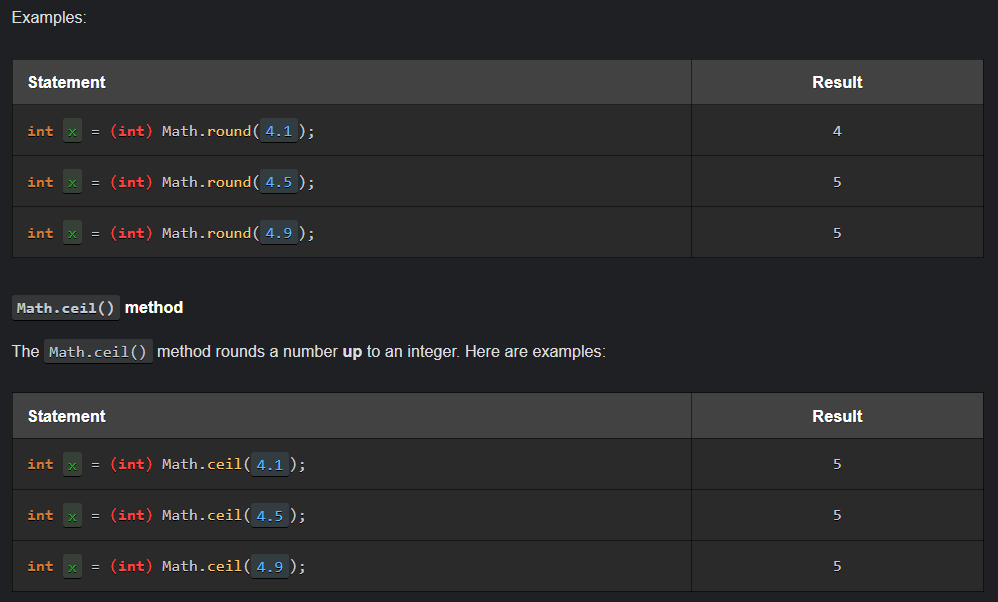 Examples:
Statement Result
int x = (int) Math.round(4.1); 4
int x = (int) Math.round(4.5); 5
int x = (int) Math.round(4.9); 5
Math.ceil() method
The Math.ceil() method rounds a number up to an integer. Here are examples:
Statement Result
int x = (int) Math.ceil(4.1); 5
int x = (int) Math.ceil(4.5); 5
int x = (int) Math.ceil(4.9); 5